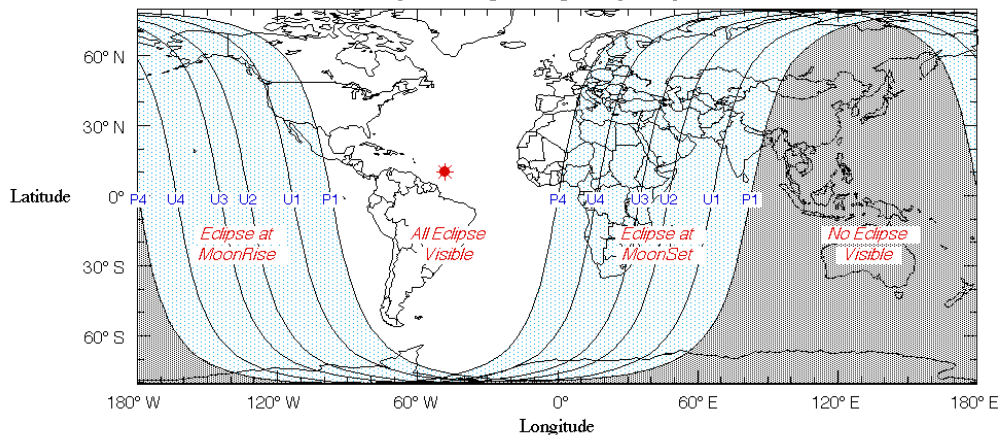 60° N
30° N
Latitude
0°
30° S
60° S
P4 U4 U3 U2 U1 P1 P4 U4 U3 U2 U1 P1
Eclipse at
MoonRise
All Eclipse
Visible
Eclipse at
MoonSet
No Eclipse
Visible
180° W 120° W 60° W 0° 60° E 120° E 180° E
Longitude